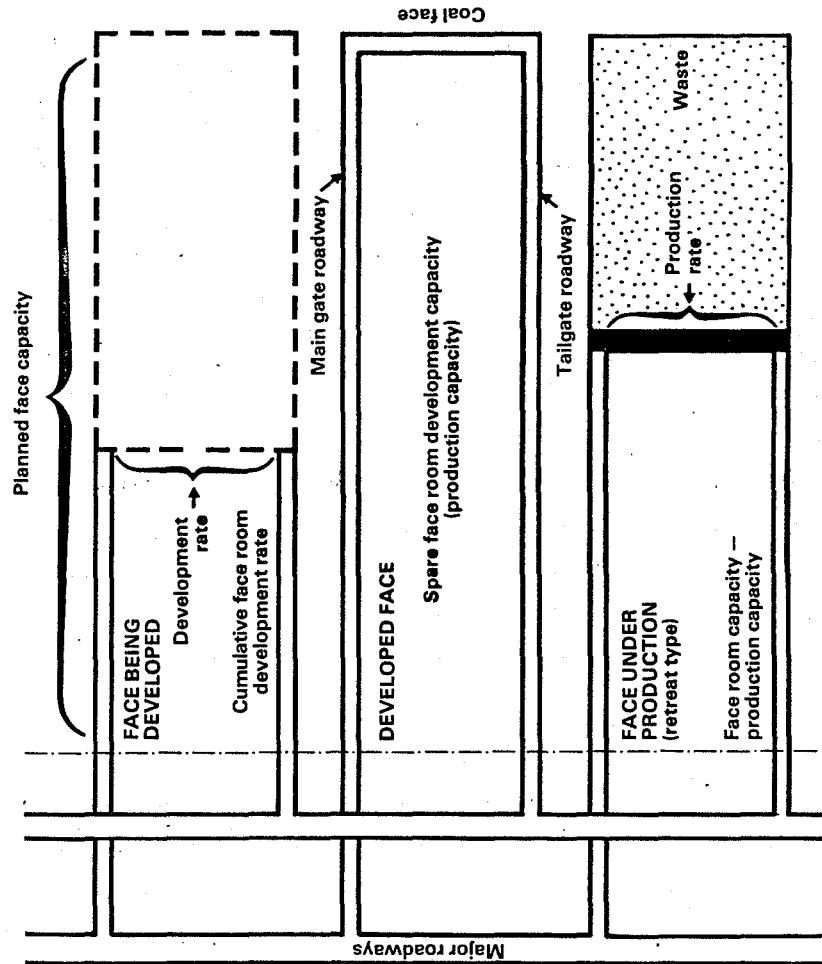 Planned face capacity
FACE BEING
DEVELOPED
Development
rate
Cumulative face room
development rate
Main gate roadway
Coal face
DEVELOPED FACE
Spare face room development capacity
(production capacity)
Tailgate roadway
FACE UNDER
PRODUCTION
(retreat type)
Face room capacity –
production capacity
Production
rate
Waste
Major roadways